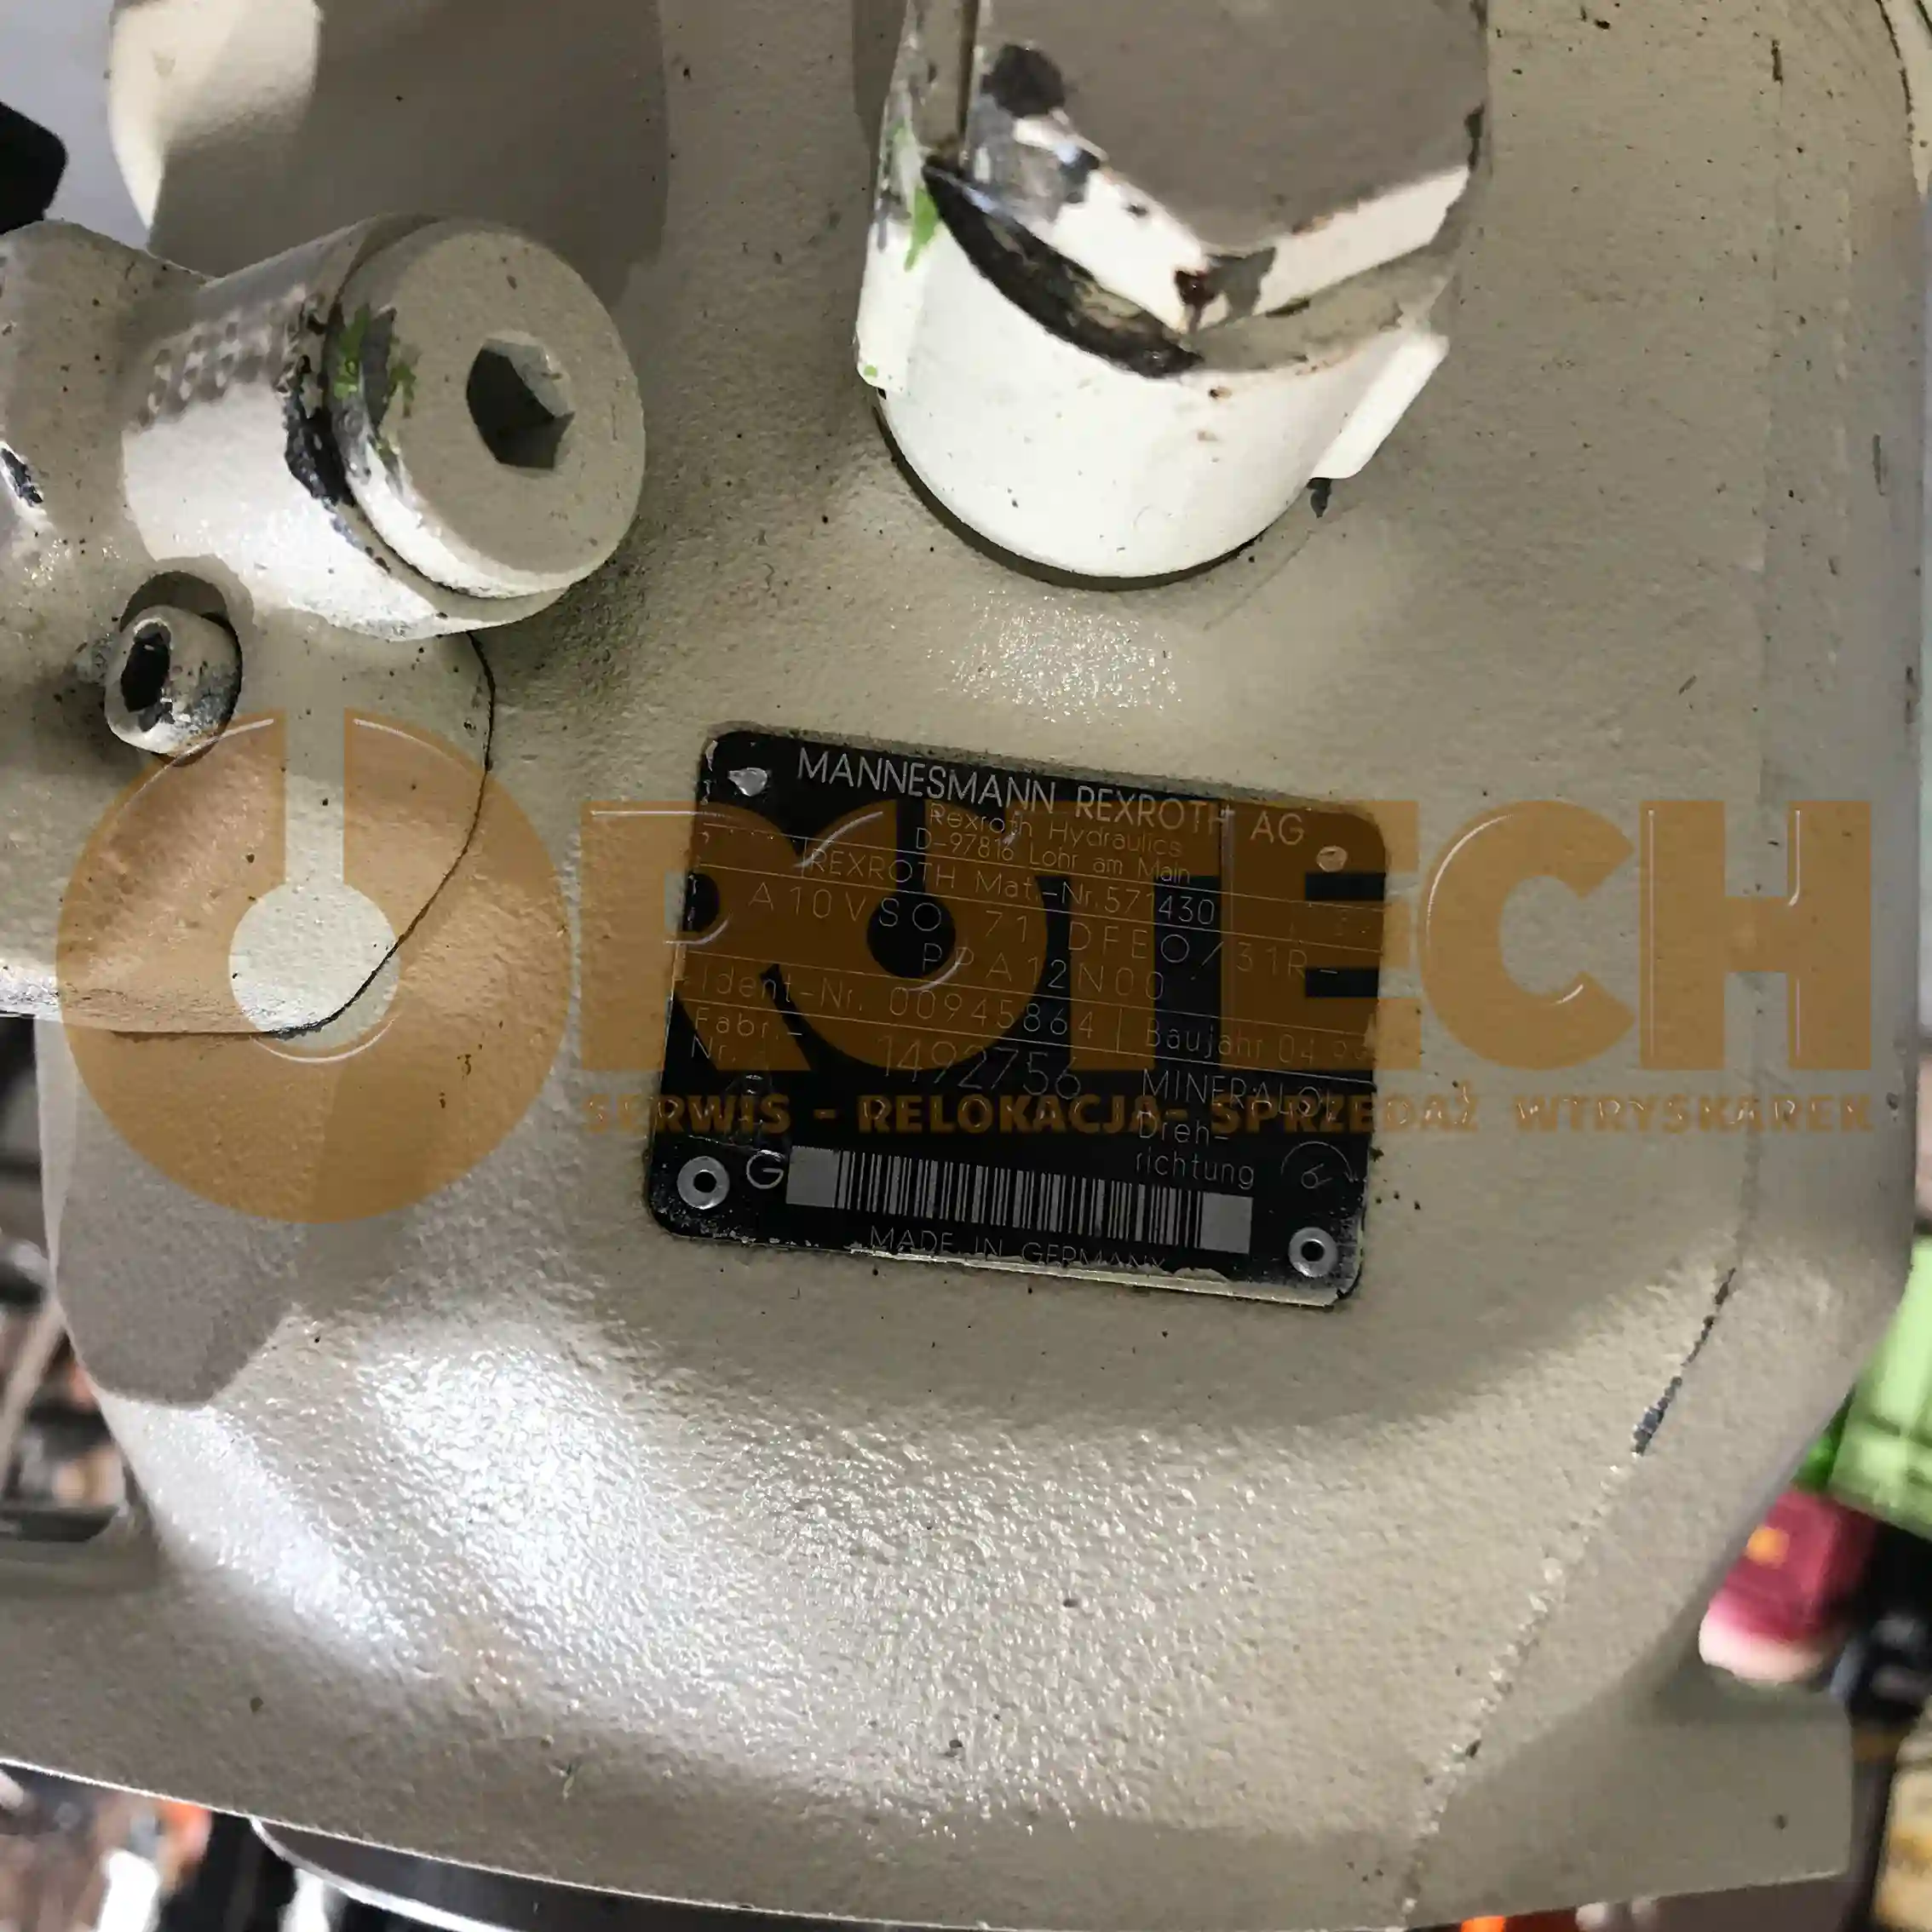 MANNESMANN REXROTH AG
Rexroth Hydraulics
D-97816 Lohr am Main
REXROTH Mat.-Nr.571430
A10VSO 71 DFEO/31R-
PPA12N00
Ident-Nr. 00945864 Baujahr 04
Fabr.-
Nr. 1492756 MINERALÖL
Dreh-
richtung
G
MADE IN GERMANY
ROTECH
SERWIS - RELOKACJA- SPRZEDAŻ WTRYSKAREK